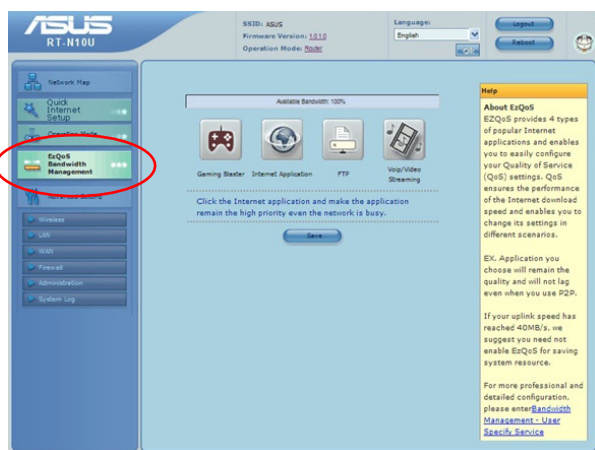 ASUS
RT-N10U
SSID: ASUS
Firmware Version: 1.0.1.0
Operation Mode: Router
Language:
English
Logout
Reboot
Network Map
Quick
Internet
Setup
Operation Mode
EzQoS
Bandwidth
Management
Advanced Setting
Wireless
LAN
WAN
Firewall
Administration
System Log
Available Bandwidth: 100%
Gaming Blaster
Internet Application
FTP
Voip/Video
Streaming
Click the Internet application and make the application
remain the high priority even the network is busy.
Save
Help
About EzQoS
EZQoS provides 4 types
of popular Internet
applications and enables
you to easily configure
your Quality of Service
(QoS) settings. QoS
ensures the performance
of the Internet download
speed and enables you to
change its settings in
different scenarios.
EX. Application you
choose will remain the
quality and will not lag
even when you use P2P.
If your uplink speed has
reached 40MB/s, we
suggest you need not
enable EzQoS for saving
system resource.
For more professional and
detailed configuration,
please enterBandwidth
Management - User
Specify Service